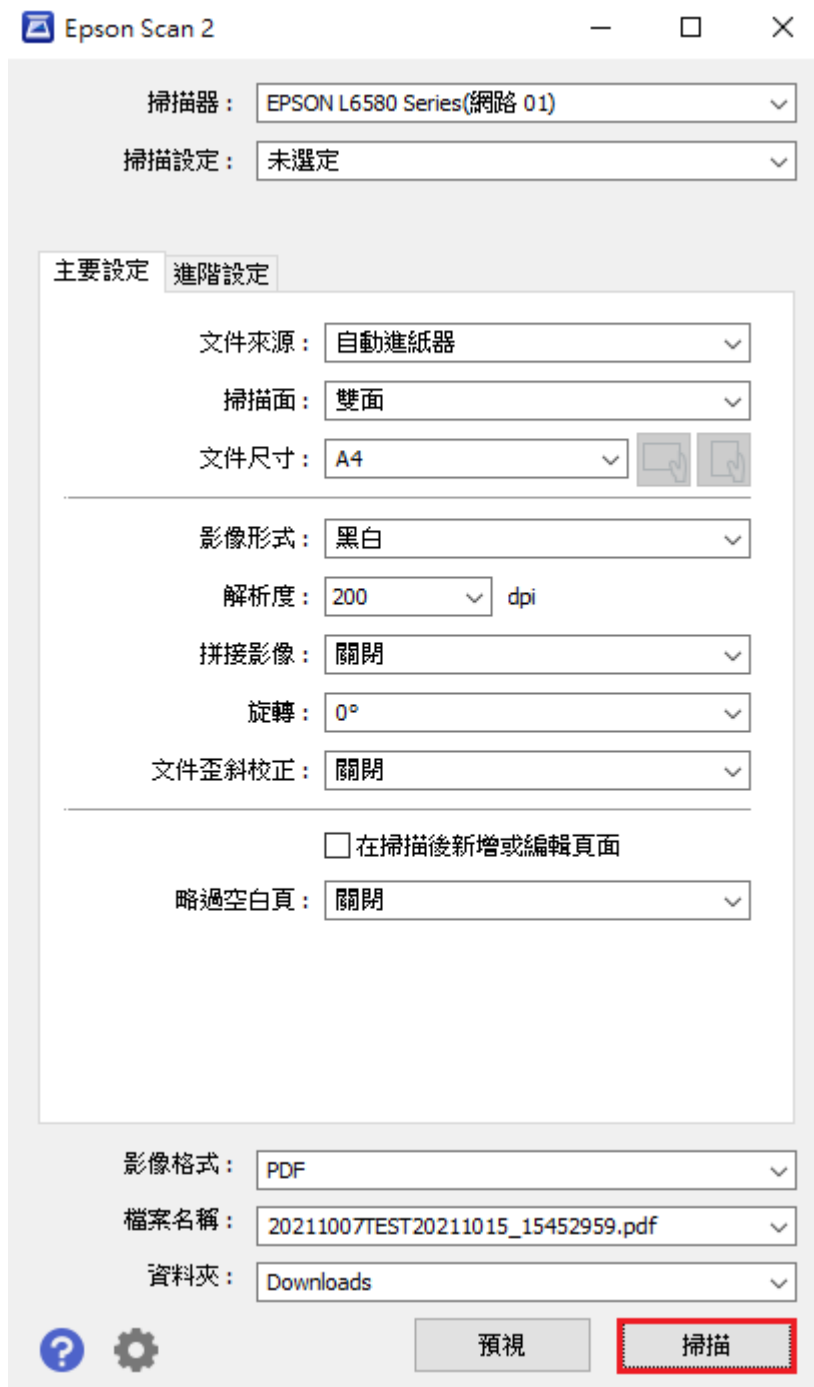 Epson Scan 2
掃描器： EPSON L6580 Series(網路 01)
掃描設定： 未選定
主要設定 進階設定
文件來源： 自動進紙器
掃描面： 雙面
文件尺寸： A4
影像形式： 黑白
解析度： 200 dpi
拼接影像： 關閉
旋轉： 0°
文件歪斜校正： 關閉
在掃描後新增或編輯頁面
略過空白頁： 關閉
影像格式： PDF
檔案名稱： 20211007TEST20211015_15452959.pdf
資料夾： Downloads
? 預視 掃描